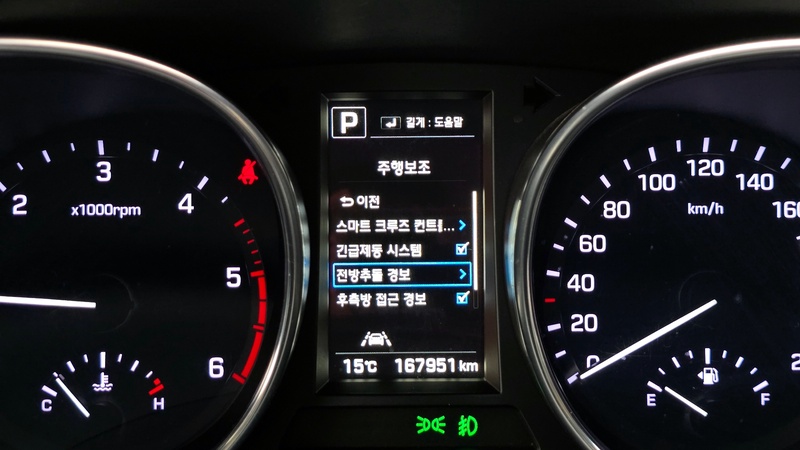 P
길게 : 도움말
주행보조
이전
스마트 크루즈 컨트롤...
긴급제동 시스템
전방추돌 경보
후측방 접근 경보
15℃ 167951 km
2 3 4 5 6
x1000rpm
C H
0 20 40 60 80 100 120 140 160
km/h
E F